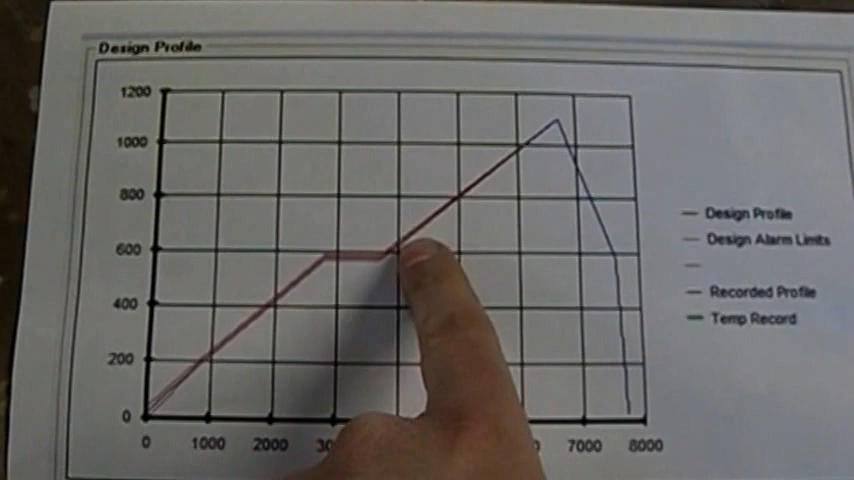 Design Profile
1200
1000
800
600
400
200
0
0 1000 2000 30 7000 8000
Design Profile
Design Alarm Limits
Recorded Profile
Temp Record